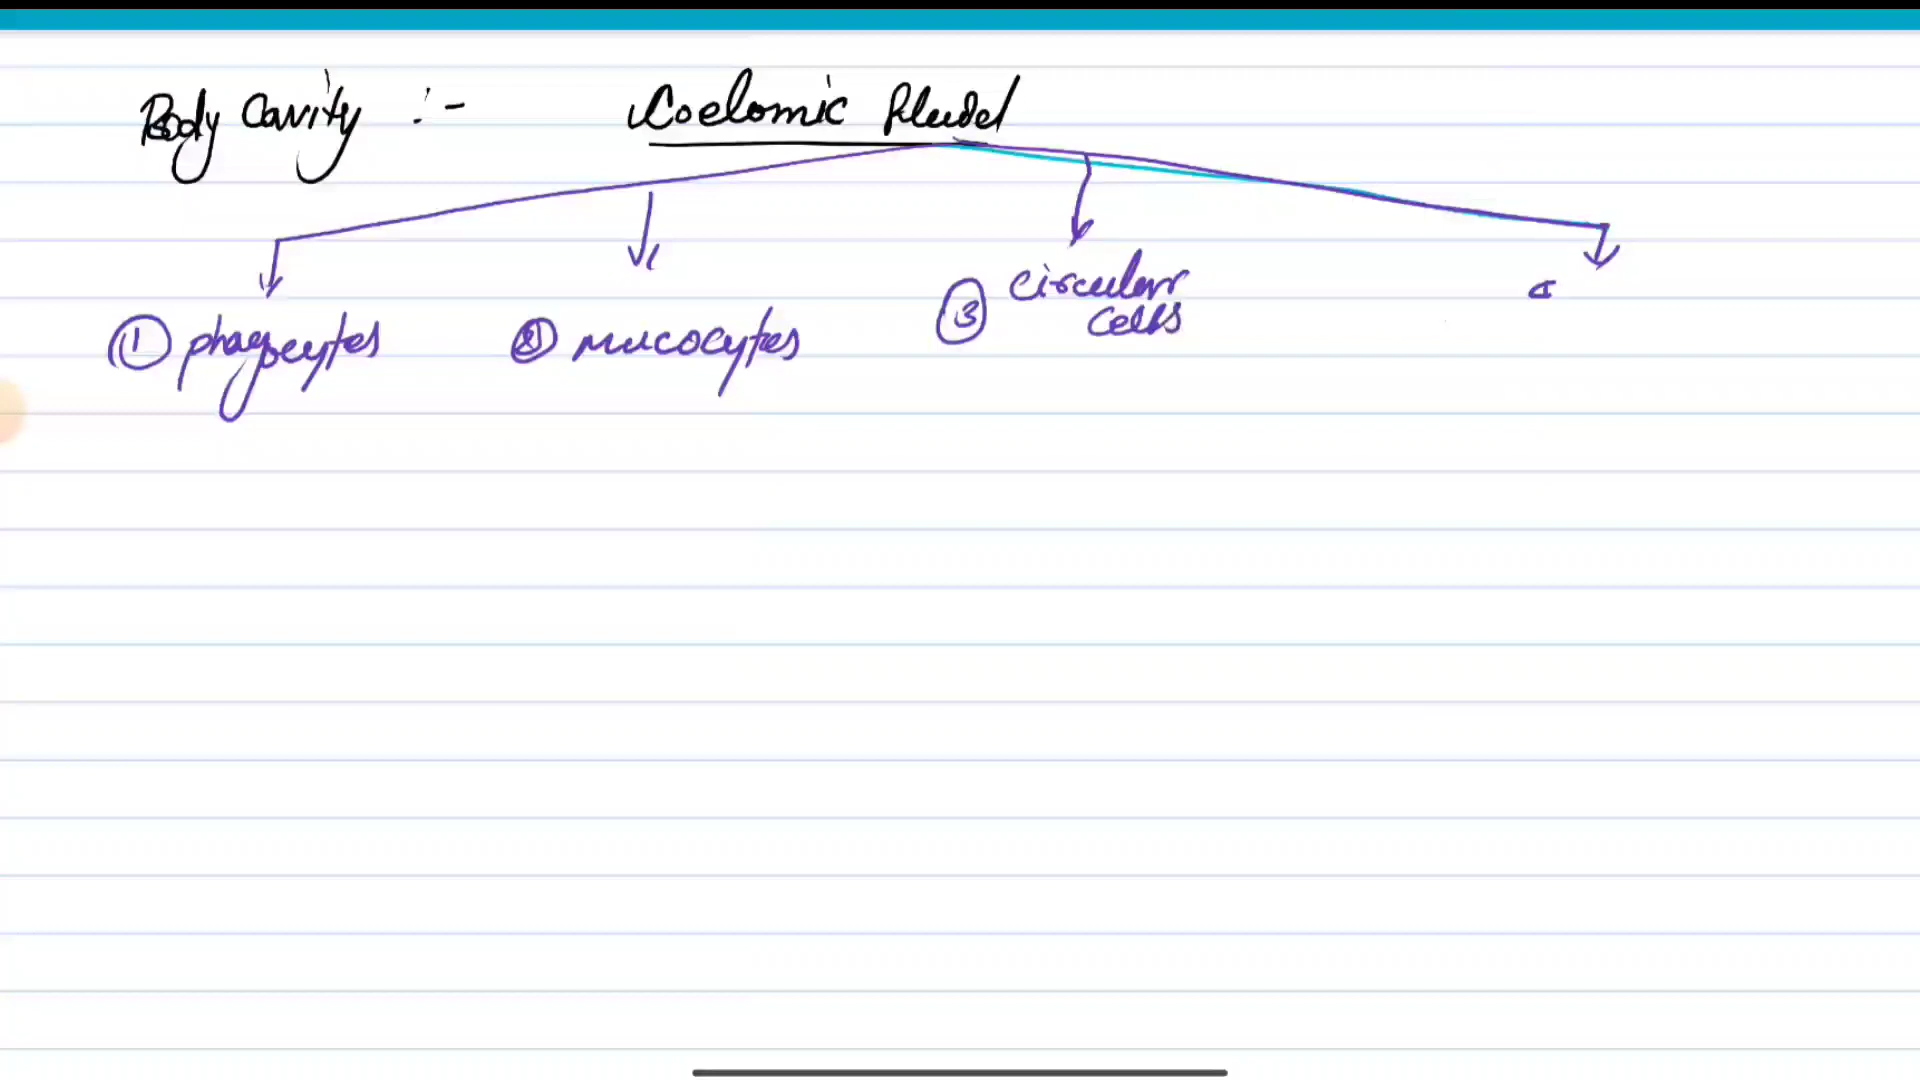 Body Cavity :- Coelomic fluid
① phagocytes ② mucocytes ③ circular cells